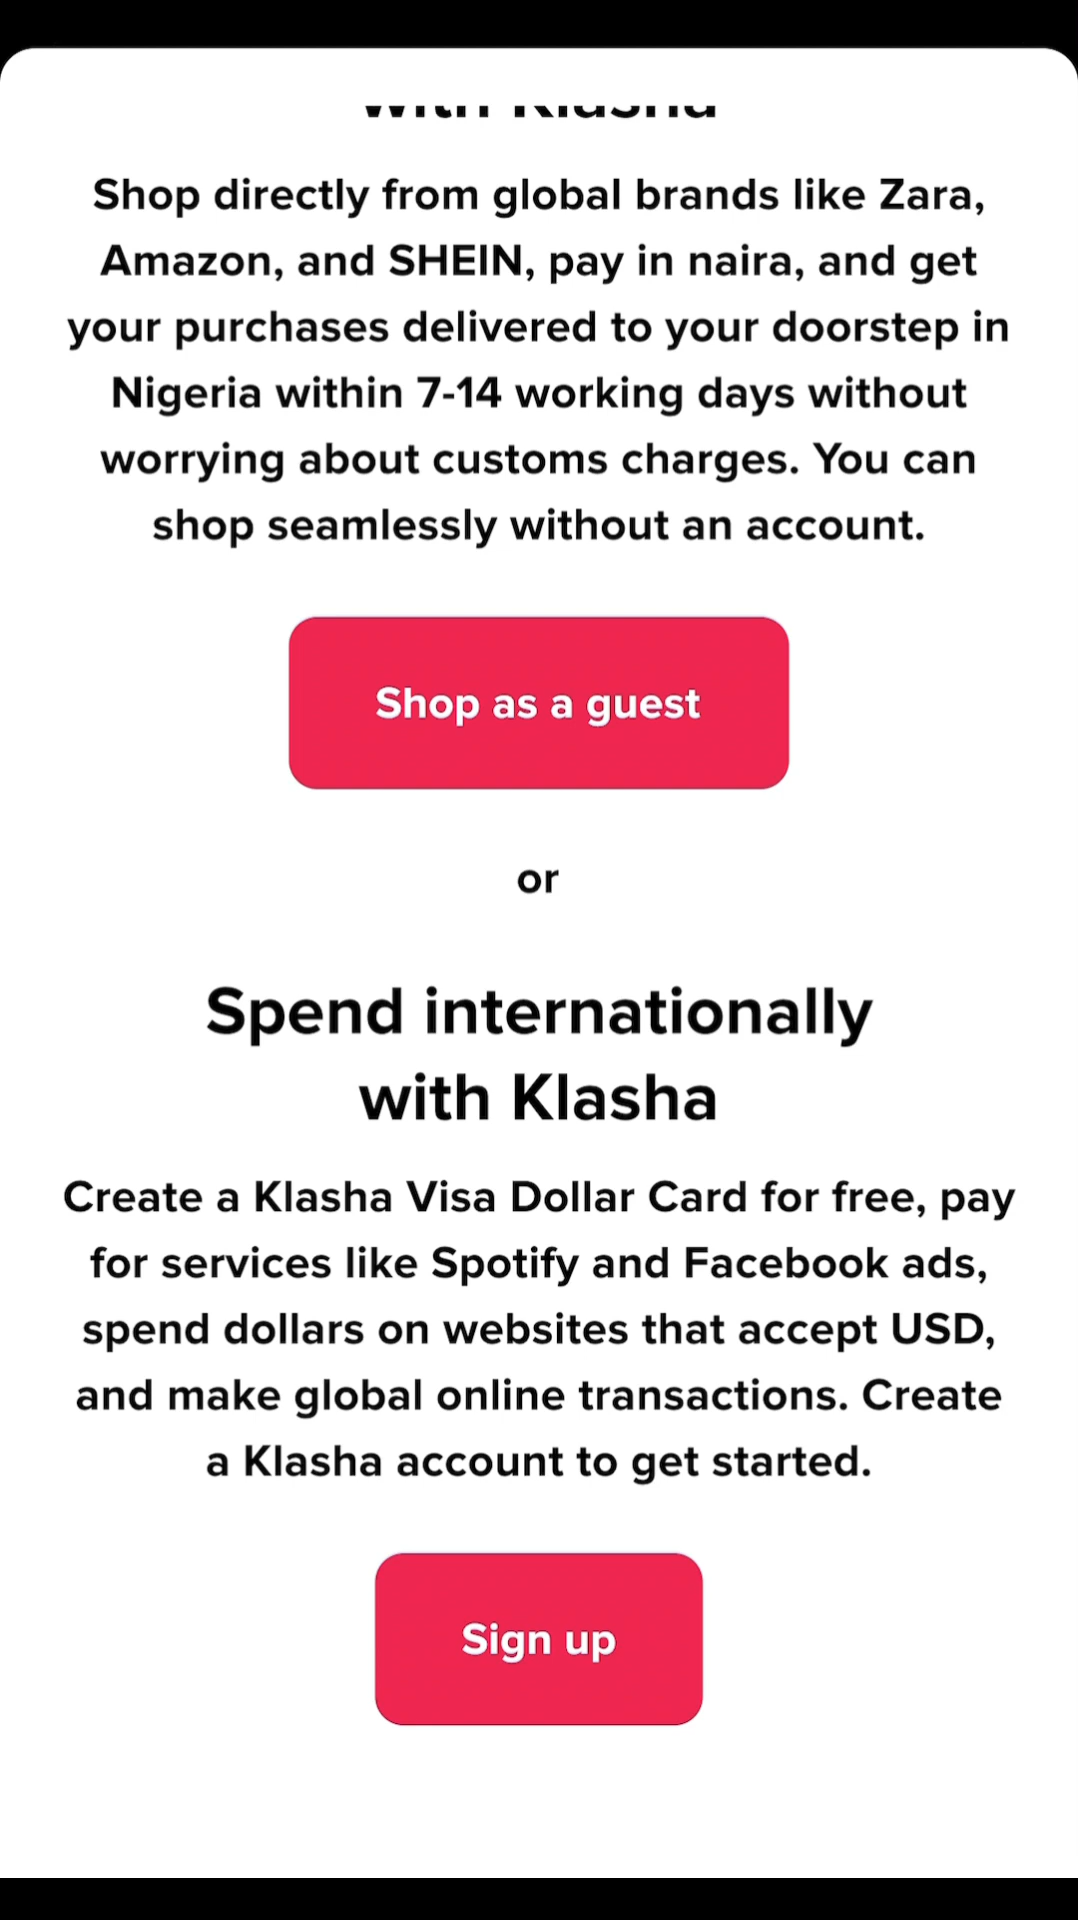 with Klasha
Shop directly from global brands like Zara,
Amazon, and SHEIN, pay in naira, and get
your purchases delivered to your doorstep in
Nigeria within 7-14 working days without
worrying about customs charges. You can
shop seamlessly without an account.
Shop as a guest
or
Spend internationally
with Klasha
Create a Klasha Visa Dollar Card for free, pay
for services like Spotify and Facebook ads,
spend dollars on websites that accept USD,
and make global online transactions. Create
a Klasha account to get started.
Sign up